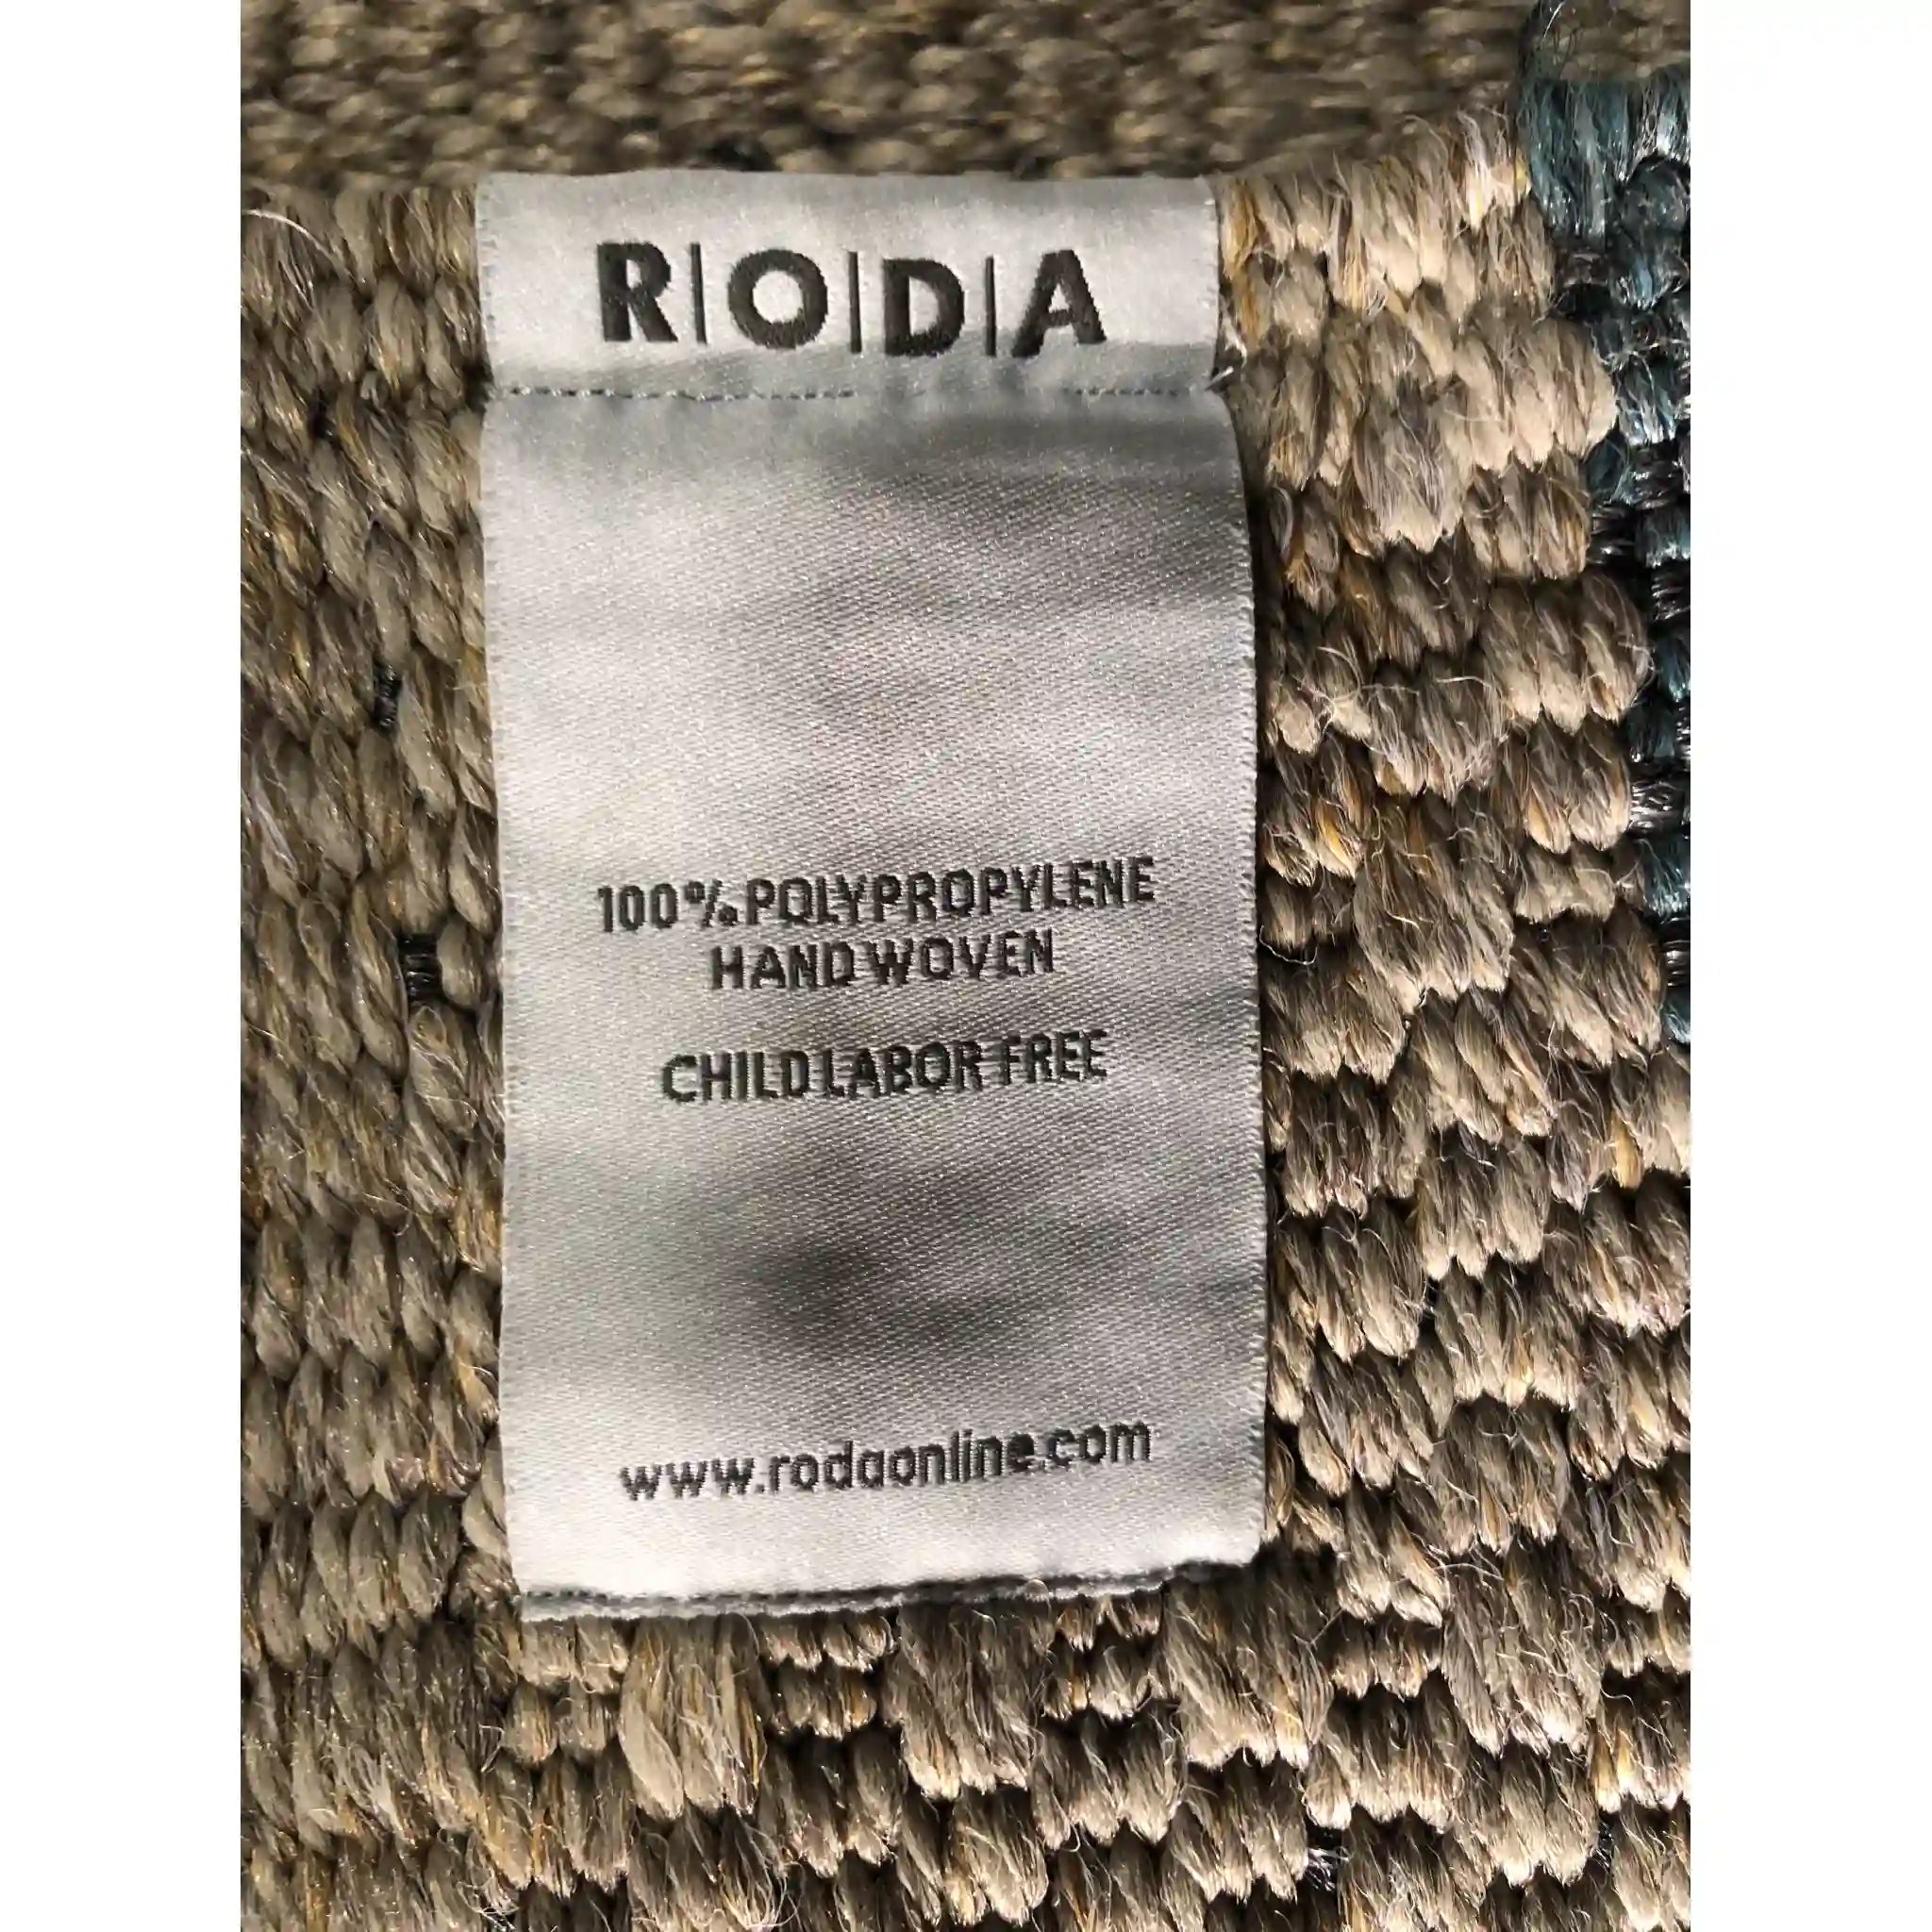 R|O|D|A
100% POLYPROPYLENE
HAND WOVEN
CHILD LABOR FREE
www.rodaonline.com